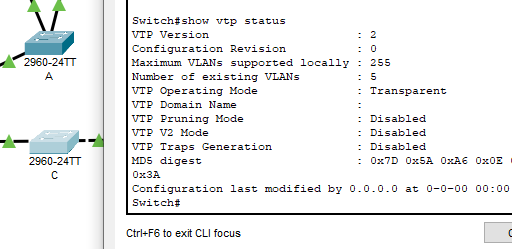 Switch#show vtp status
VTP Version : 2
Configuration Revision : 0
Maximum VLANs supported locally : 255
Number of existing VLANs : 5
VTP Operating Mode : Transparent
VTP Domain Name :
VTP Pruning Mode : Disabled
VTP V2 Mode : Disabled
VTP Traps Generation : Disabled
MD5 digest : 0x7D 0x5A 0xA6 0x0E
0x3A
Configuration last modified by 0.0.0.0 at 0-0-00 00:00
Switch#
Ctrl+F6 to exit CLI focus
2960-24TT
A
2960-24TT
C